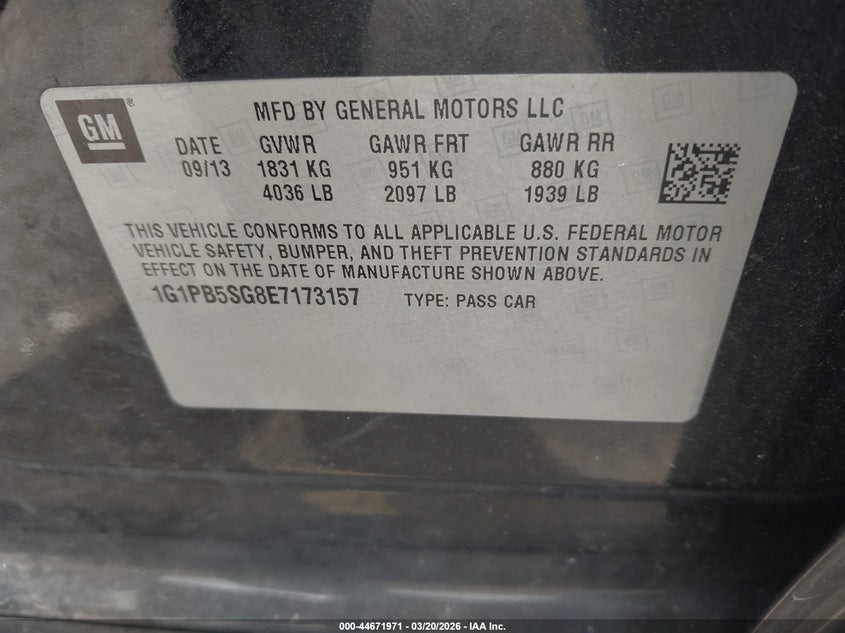 GM
MFD BY GENERAL MOTORS LLC
DATE GVWR GAWR FRT GAWR RR
09/13 1831 KG 951 KG 880 KG
4036 LB 2097 LB 1939 LB
THIS VEHICLE CONFORMS TO ALL APPLICABLE U.S. FEDERAL MOTOR
VEHICLE SAFETY, BUMPER, AND THEFT PREVENTION STANDARDS IN
EFFECT ON THE DATE OF MANUFACTURE SHOWN ABOVE.
1G1PB5SG8E7173157 TYPE: PASS CAR
000-44671971 | 03/20/2026 - IAA Inc.